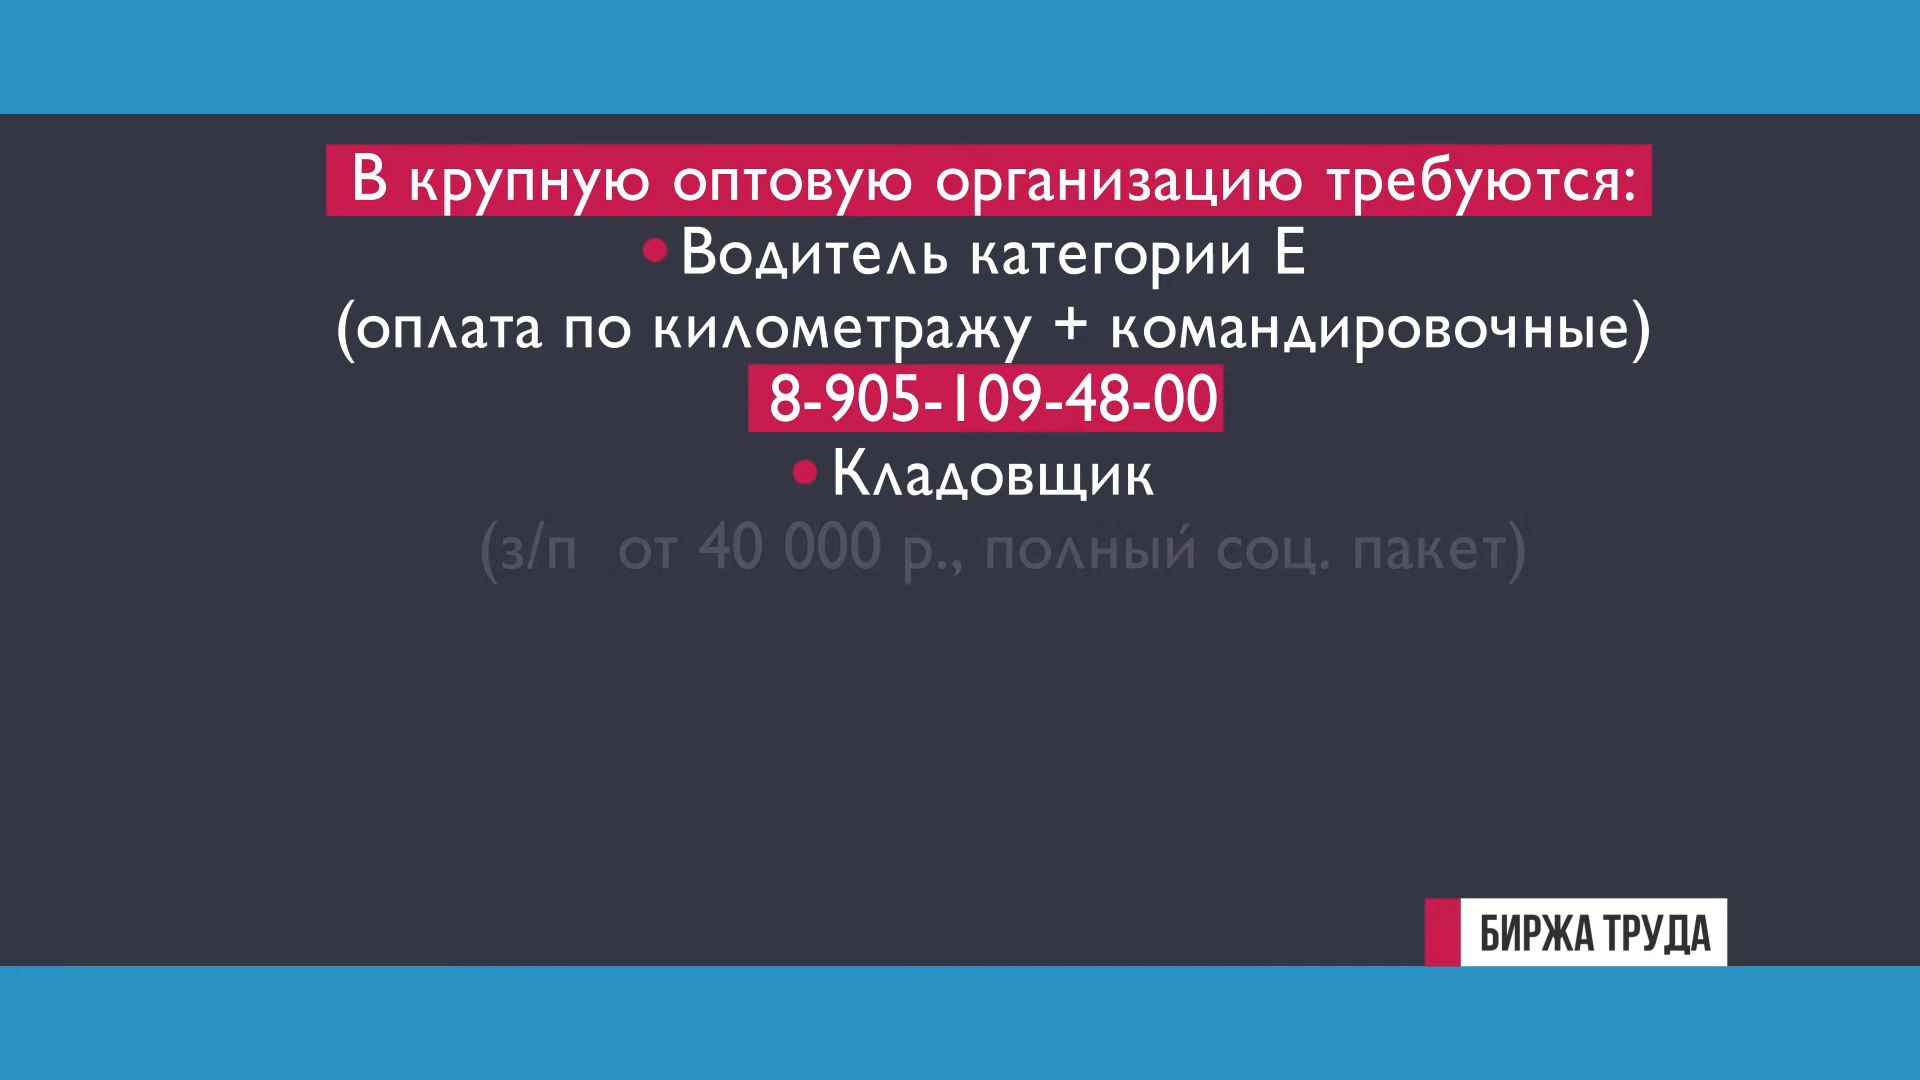 В крупную оптовую организацию требуются:
• Водитель категории Е
(оплата по километражу + командировочные)
8-905-109-48-00
• Кладовщик
(з/п от 40 000 р., полный соц. пакет)
БИРЖА ТРУДА